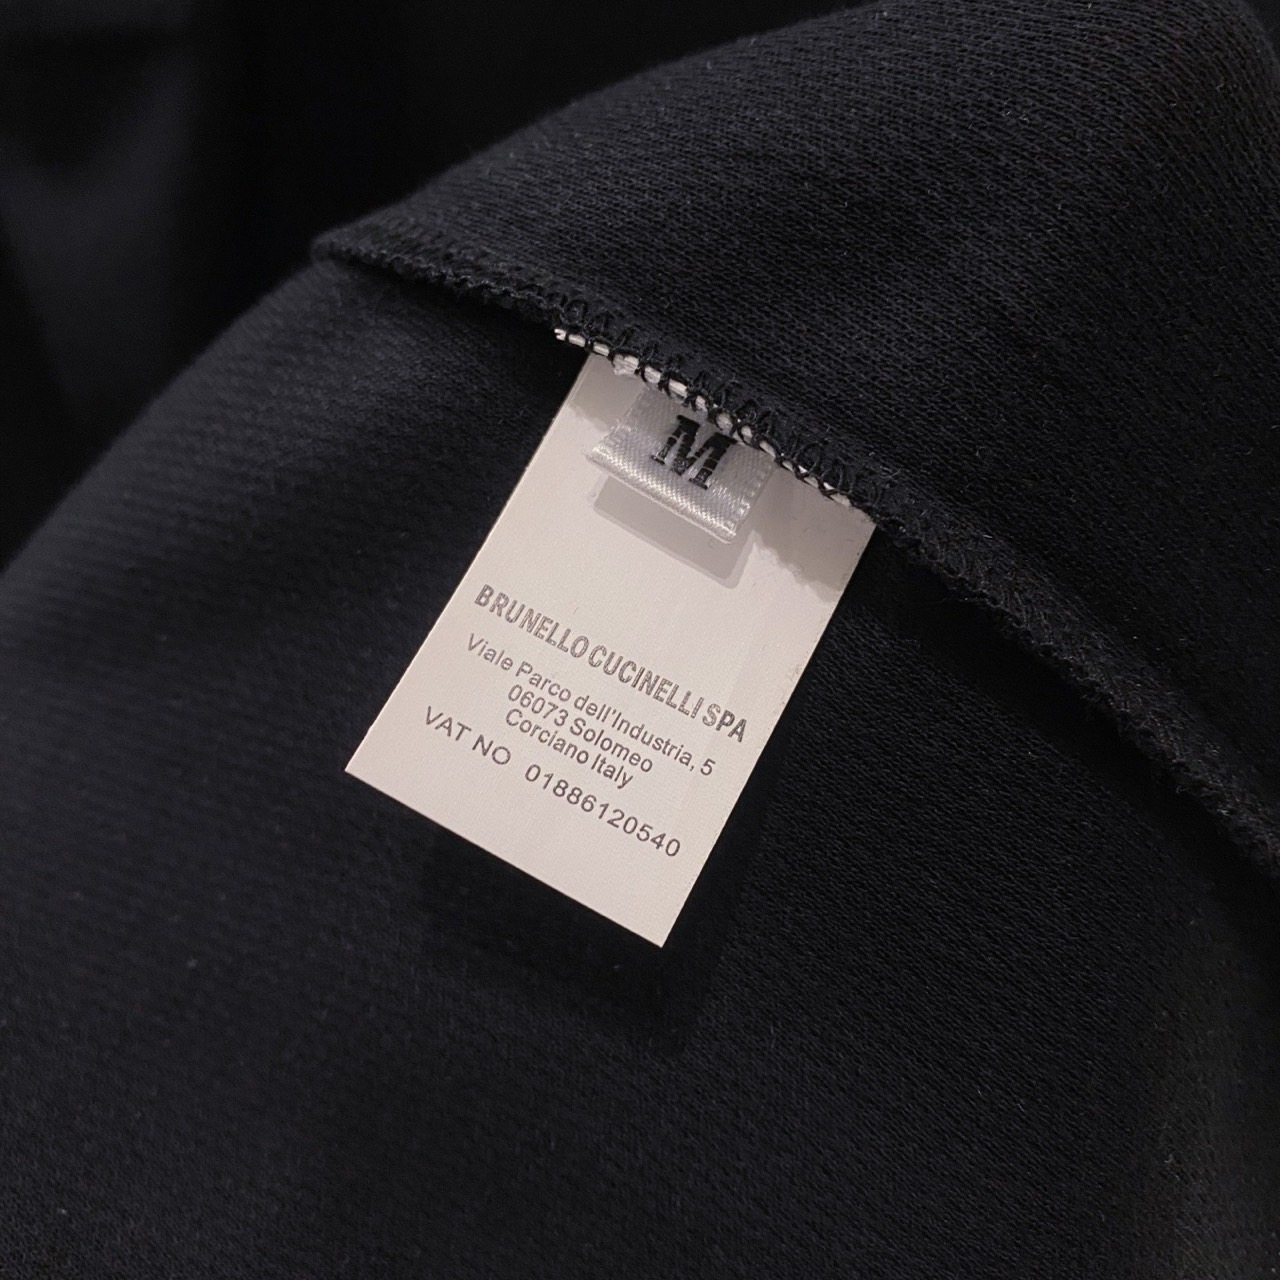 M
BRUNELLO CUCINELLI SPA
Viale Parco dell'Industria, 5
06073 Solomeo
Corciano Italy
VAT NO 01886120540